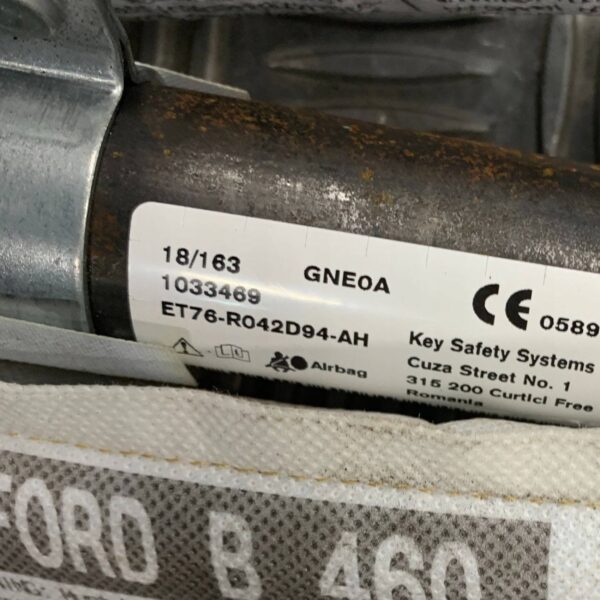 18/163 GNE0A
1033469
ET76-R042D94-AH
Airbag
CE 0589
Key Safety Systems
Cuza Street No. 1
315 200 Curtici Free
Romania
FORD B 460